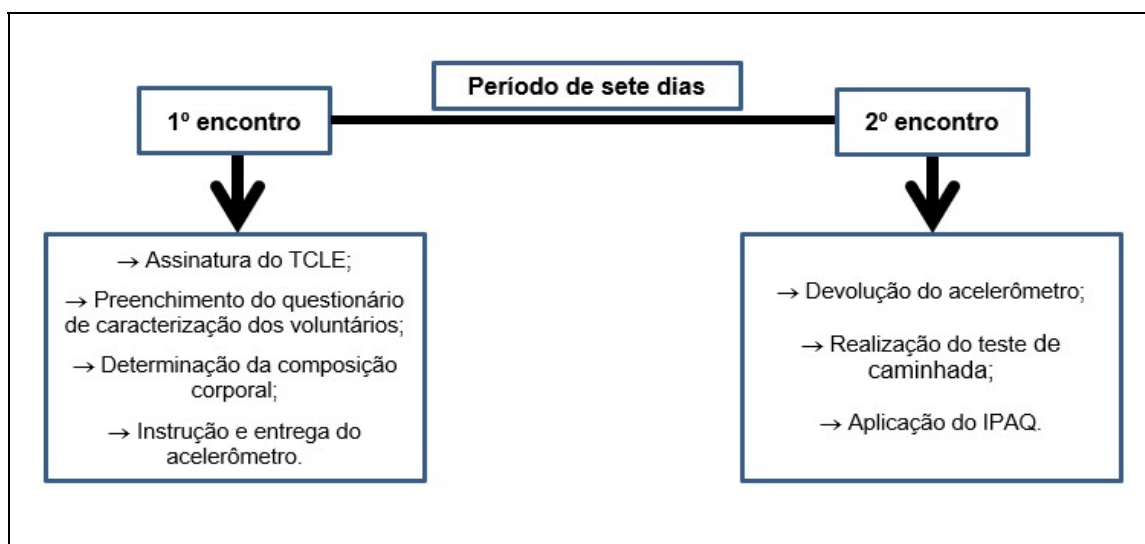 Período de sete dias
1º encontro
2º encontro
→ Assinatura do TCLE;
→ Preenchimento do questionário
de caracterização dos voluntários;
→ Determinação da composição
corporal;
→ Instrução e entrega do
acelerômetro.
→ Devolução do acelerômetro;
→ Realização do teste de
caminhada;
→ Aplicação do IPAQ.